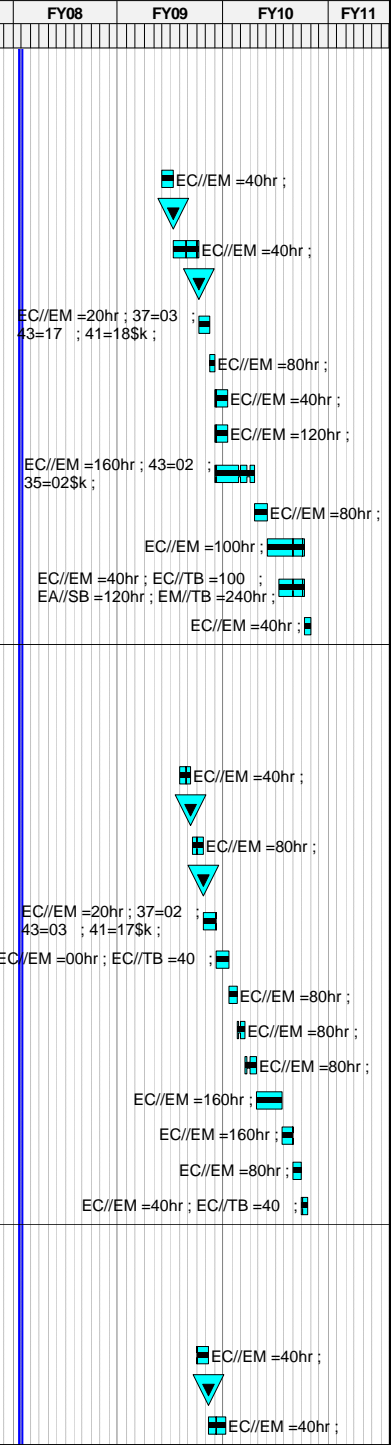 FY08 FY09 FY10 FY11
EC//EM =40hr ;
EC//EM =40hr ;
EC//EM =20hr ; 37=03 ;
43=17 ; 41=18$k ;
EC//EM =80hr ;
EC//EM =40hr ;
EC//EM =120hr ;
EC//EM =160hr ; 43=02 ;
35=02$k ;
EC//EM =80hr ;
EC//EM =100hr ;
EC//EM =40hr ; EC//TB =100 ;
EA//SB =120hr ; EM//TB =240hr ;
EC//EM =40hr ;
EC//EM =40hr ;
EC//EM =80hr ;
EC//EM =20hr ; 37=02 ;
43=03 ; 41=17$k ;
EC//EM =00hr ; EC//TB =40 ;
EC//EM =80hr ;
EC//EM =80hr ;
EC//EM =80hr ;
EC//EM =160hr ;
EC//EM =160hr ;
EC//EM =80hr ;
EC//EM =40hr ; EC//TB =40 ;
EC//EM =40hr ;
EC//EM =40hr ;